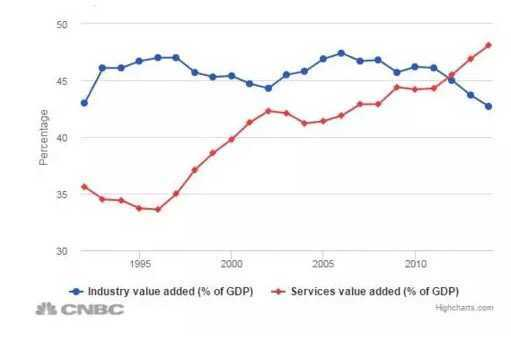 50
45
40
35
30
Percentage
1995
2000
2005
2010
Industry value added (% of GDP)
Services value added (% of GDP)
CNBC
Highcharts.com